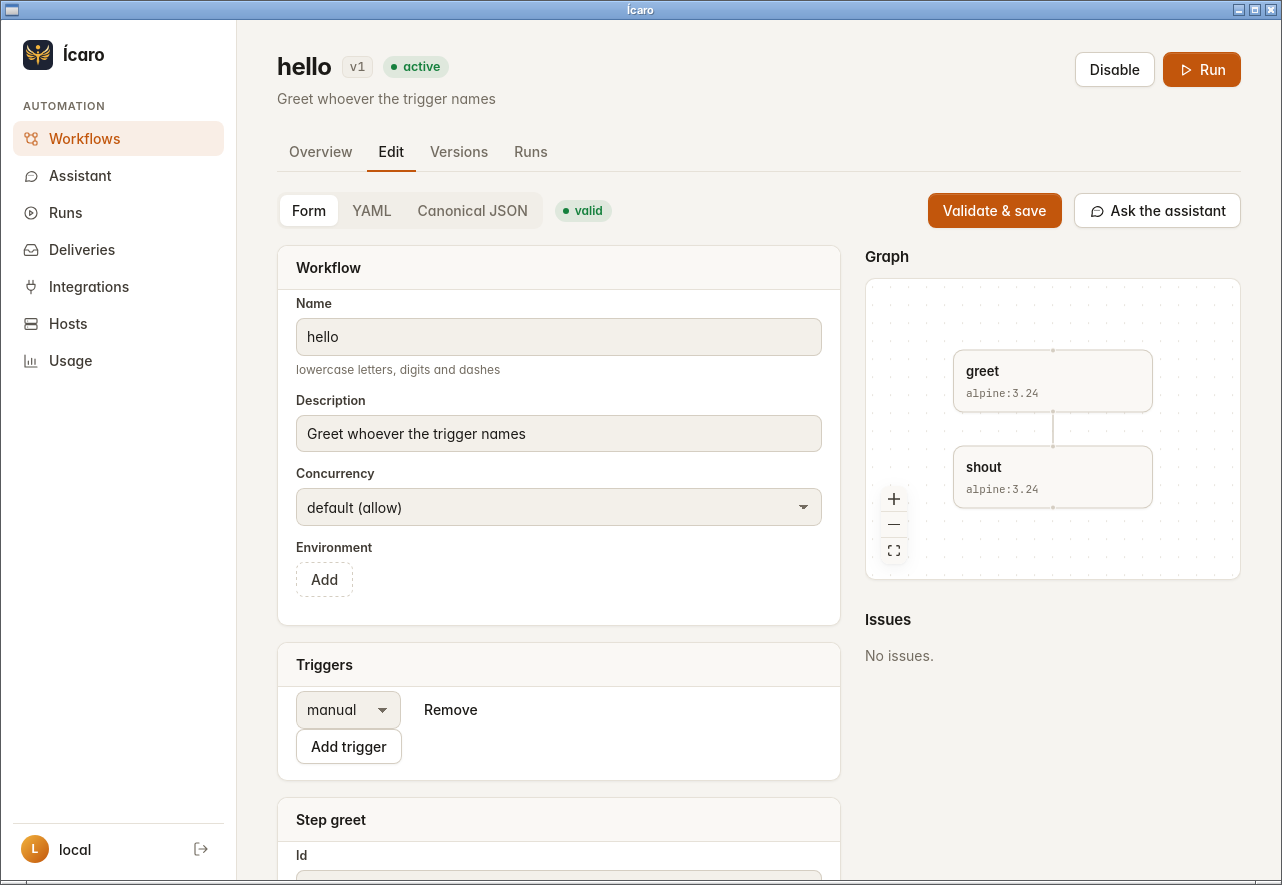 Ícaro
Ícaro
AUTOMATION
Workflows
Assistant
Runs
Deliveries
Integrations
Hosts
Usage
L local
hello v1 active
Greet whoever the trigger names
Disable Run
Overview Edit Versions Runs
Form YAML Canonical JSON valid
Validate & save Ask the assistant
Workflow
Name
hello
lowercase letters, digits and dashes
Description
Greet whoever the trigger names
Concurrency
default (allow)
Environment
Add
Triggers
manual Remove
Add trigger
Step greet
Id
Graph
greet
alpine:3.24
shout
alpine:3.24
Issues
No issues.